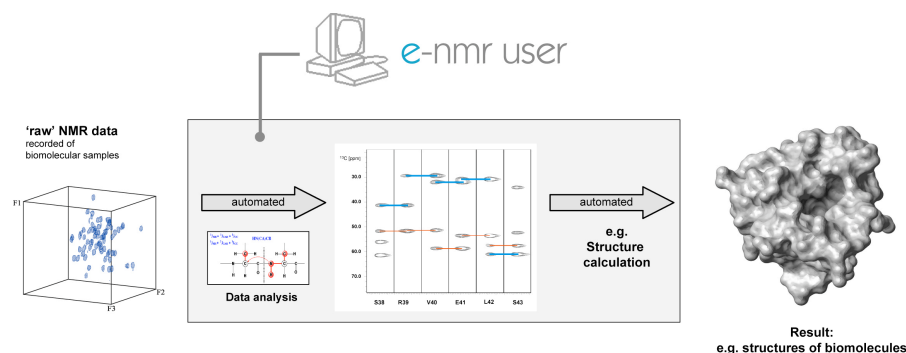 e-nmr user
'raw' NMR data
recorded of
biomolecular samples
F1
F2
F3
automated
HNCACB
Data analysis
¹³C [ppm]
30.0
40.0
50.0
60.0
70.0
S38 R39 V40 E41 L42 S43
automated
e.g.
Structure
calculation
Result:
e.g. structures of biomolecules